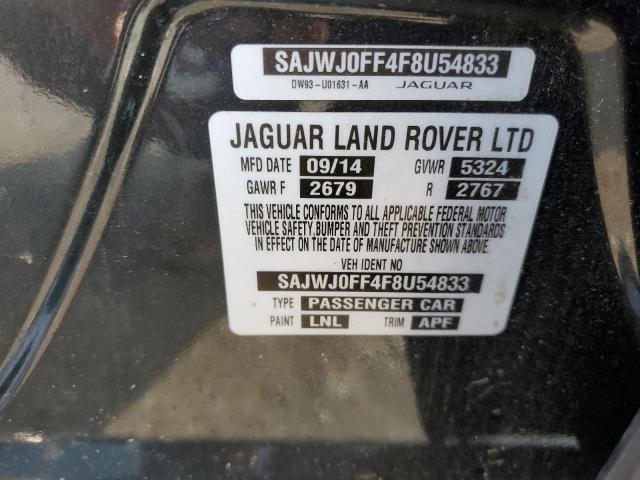 SAJWJ0FF4F8U54833
DW93-U01631-AA JAGUAR
JAGUAR LAND ROVER LTD
MFD DATE 09/14 GVWR 5324
GAWR F 2679 R 2767
THIS VEHICLE CONFORMS TO ALL APPLICABLE FEDERAL MOTOR
VEHICLE SAFETY,BUMPER AND THEFT PREVENTION STANDARDS
IN EFFECT ON THE DATE OF MANUFACTURE SHOWN ABOVE.
VEH IDENT NO
SAJWJ0FF4F8U54833
TYPE PASSENGER CAR
PAINT LNL TRIM APF